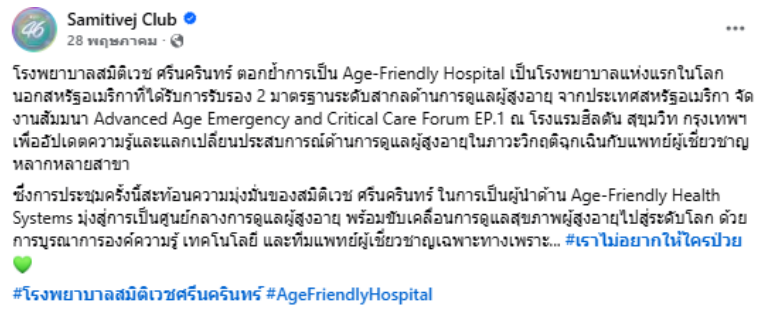 Samitivej Club
28 พฤษภาคม ·
โรงพยาบาลสมิติเวช ศรีนครินทร์ ตอกย้ำการเป็น Age-Friendly Hospital เป็นโรงพยาบาลแห่งแรกในโลก
นอกสหรัฐอเมริกาที่ได้รับการรับรอง 2 มาตรฐานระดับสากลด้านการดูแลผู้สูงอายุ จากประเทศสหรัฐอเมริกา จัด
งานสัมมนา Advanced Age Emergency and Critical Care Forum EP.1 ณ โรงแรมฮิลตัน สุขุมวิท กรุงเทพฯ
เพื่ออัปเดตความรู้และแลกเปลี่ยนประสบการณ์ด้านการดูแลผู้สูงอายุในภาวะวิกฤติฉุกเฉินกับแพทย์ผู้เชี่ยวชาญ
หลากหลายสาขา
ซึ่งการประชุมครั้งนี้สะท้อนความมุ่งมั่นของสมิติเวช ศรีนครินทร์ ในการเป็นผู้นำด้าน Age-Friendly Health
Systems มุ่งสู่การเป็นศูนย์กลางการดูแลผู้สูงอายุ พร้อมขับเคลื่อนการดูแลสุขภาพผู้สูงอายุไปสู่ระดับโลก ด้วย
การบูรณาการองค์ความรู้ เทคโนโลยี และทีมแพทย์ผู้เชี่ยวชาญเฉพาะทางเพราะ... #เราไม่อยากให้ใครป่วย
💚
#โรงพยาบาลสมิติเวชศรีนครินทร์ #AgeFriendlyHospital